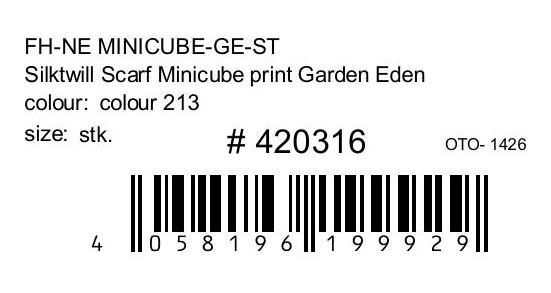 FH-NE MINICUBE-GE-ST
Silktwill Scarf Minicube print Garden Eden
colour: colour 213
size: stk.
# 420316
OTO- 1426
4 058196 199929